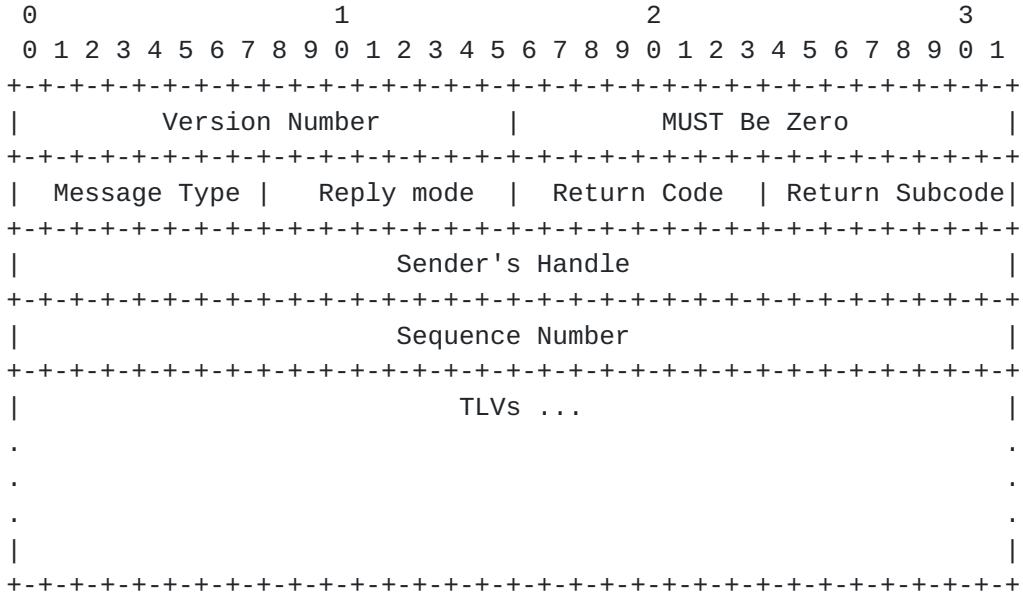 0                   1                   2                   3
 0 1 2 3 4 5 6 7 8 9 0 1 2 3 4 5 6 7 8 9 0 1 2 3 4 5 6 7 8 9 0 1
+-+-+-+-+-+-+-+-+-+-+-+-+-+-+-+-+-+-+-+-+-+-+-+-+-+-+-+-+-+-+-+-+
|         Version Number        |         MUST Be Zero          |
+-+-+-+-+-+-+-+-+-+-+-+-+-+-+-+-+-+-+-+-+-+-+-+-+-+-+-+-+-+-+-+-+
|  Message Type |   Reply mode  |  Return Code  | Return Subcode|
+-+-+-+-+-+-+-+-+-+-+-+-+-+-+-+-+-+-+-+-+-+-+-+-+-+-+-+-+-+-+-+-+
|                        Sender's Handle                        |
+-+-+-+-+-+-+-+-+-+-+-+-+-+-+-+-+-+-+-+-+-+-+-+-+-+-+-+-+-+-+-+-+
|                        Sequence Number                        |
+-+-+-+-+-+-+-+-+-+-+-+-+-+-+-+-+-+-+-+-+-+-+-+-+-+-+-+-+-+-+-+-+
|                            TLVs ...                           |
.                                                               .
.                                                               .
.                                                               .
|                                                               |
+-+-+-+-+-+-+-+-+-+-+-+-+-+-+-+-+-+-+-+-+-+-+-+-+-+-+-+-+-+-+-+-+